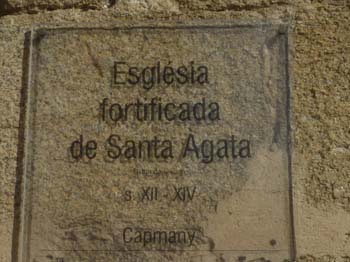 Església
fortificada
de Santa Àgata
s. XII - XIV
Capmany